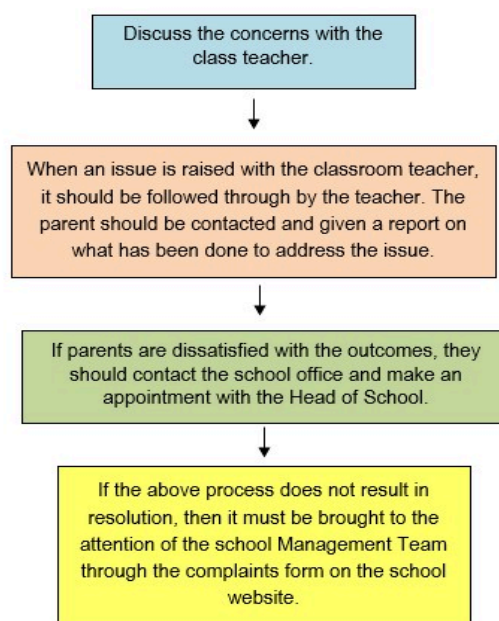 Discuss the concerns with the
class teacher.
When an issue is raised with the classroom teacher,
it should be followed through by the teacher. The
parent should be contacted and given a report on
what has been done to address the issue.
If parents are dissatisfied with the outcomes, they
should contact the school office and make an
appointment with the Head of School.
If the above process does not result in
resolution, then it must be brought to the
attention of the school Management Team
through the complaints form on the school
website.